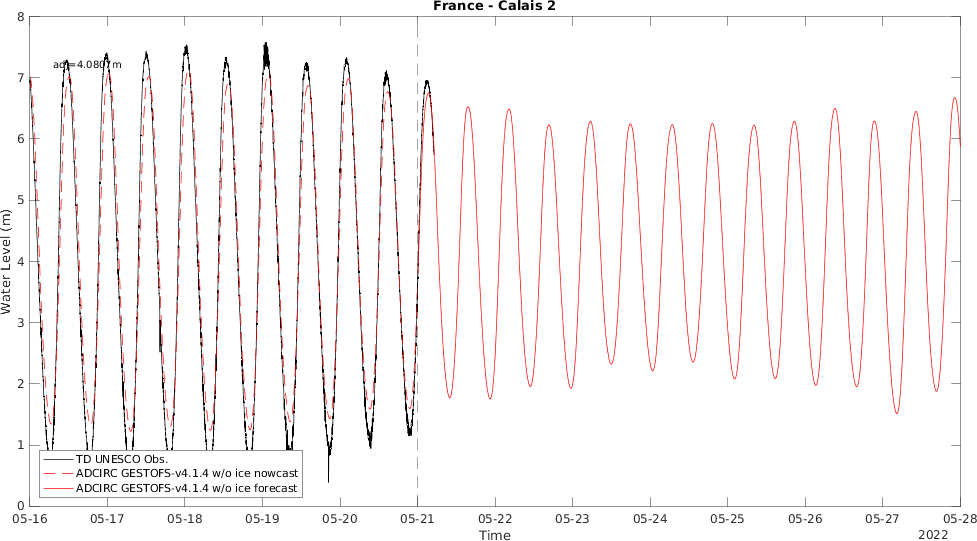 France - Calais 2
8
7
6
5
4
3
2
1
0
Water Level (m)
adj=4.0807m
TD UNESCO Obs.
ADCIRC GESTOFS-v4.1.4 w/o ice nowcast
ADCIRC GESTOFS-v4.1.4 w/o ice forecast
05-16 05-17 05-18 05-19 05-20 05-21 05-22 05-23 05-24 05-25 05-26 05-27 05-28
Time
2022